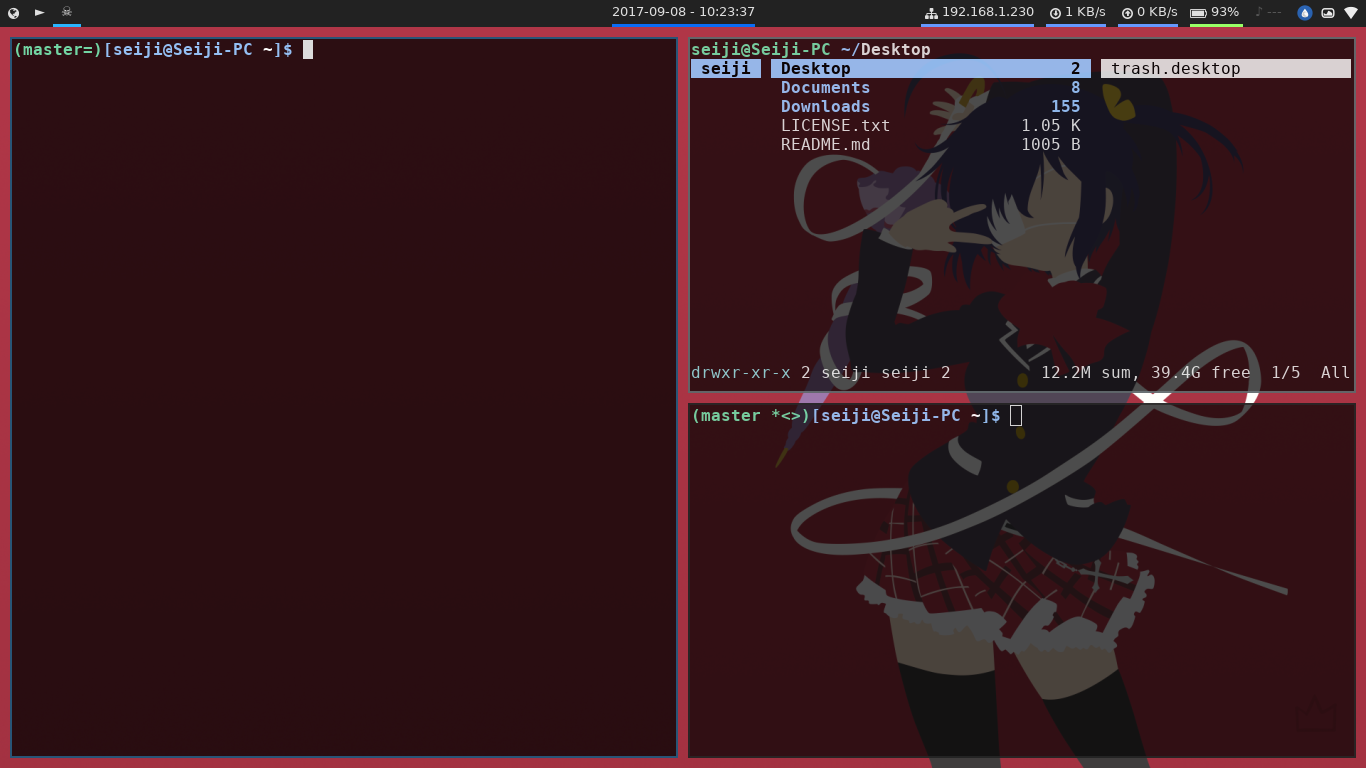 2017-09-08 - 10:23:37
192.168.1.230 1 KB/s 0 KB/s 93% ♪ ---
(master=)[seiji@Seiji-PC ~]$
seiji@Seiji-PC ~/Desktop
seiji Desktop 2 trash.desktop
Documents 8
Downloads 155
LICENSE.txt 1.05 K
README.md 1005 B
drwxr-xr-x 2 seiji seiji 2 12.2M sum, 39.4G free 1/5 All
(master *<>)[seiji@Seiji-PC ~]$